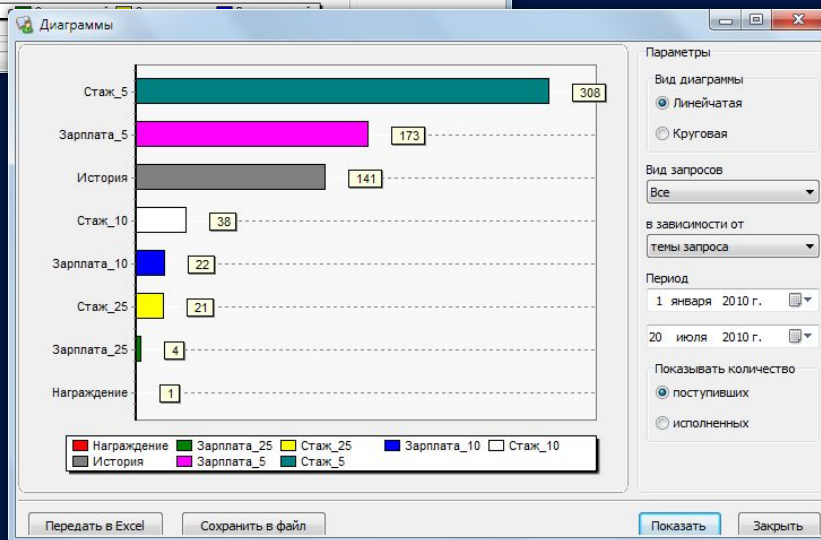 Диаграммы
Стаж_5
308
Зарплата_5
173
История
141
Стаж_10
38
Зарплата_10
22
Стаж_25
21
Зарплата_25
4
Награждение
1
Награждение Зарплата_25 Стаж_25 Зарплата_10 Стаж_10
История Зарплата_5 Стаж_5
Параметры
Вид диаграммы
Линейчатая
Круговая
Вид запросов
Все
в зависимости от
темы запроса
Период
1 января 2010 г.
20 июля 2010 г.
Показывать количество
поступивших
исполненных
Передать в Excel
Сохранить в файл
Показать
Закрыть